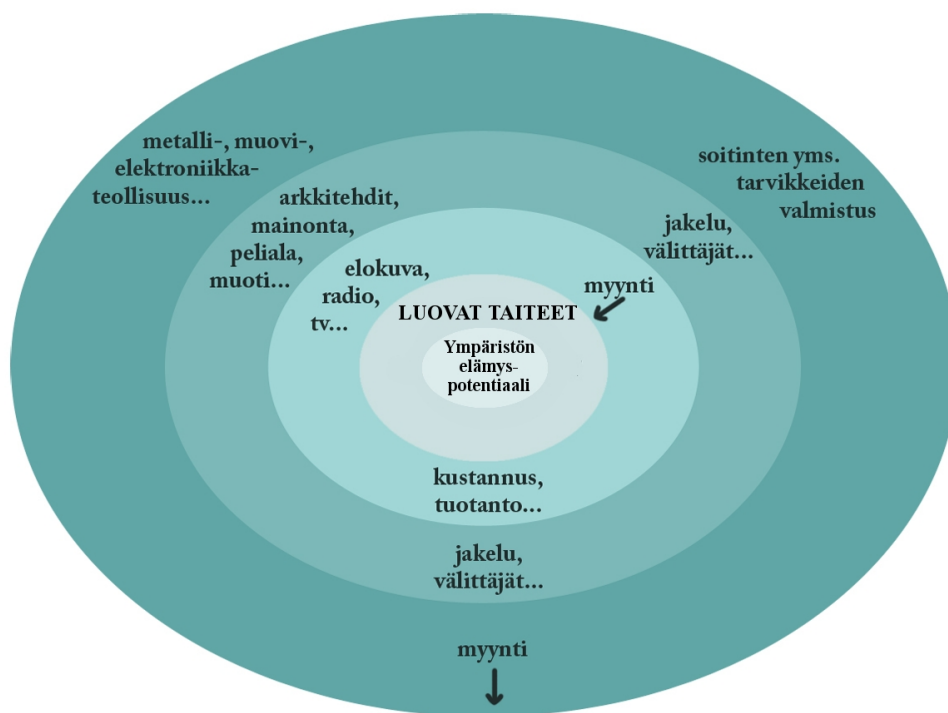 metalli-, muovi-,
elektroniikka-
teollisuus...
soitinten yms.
tarvikkeiden
valmistus
arkkitehdit,
mainonta,
peliala,
muoti...
jakelu,
välittäjät...
elokuva,
radio,
tv...
myynti
LUOVAT TAITEET
Ympäristön
elämys-
potentiaali
kustannus,
tuotanto...
jakelu,
välittäjät...
myynti